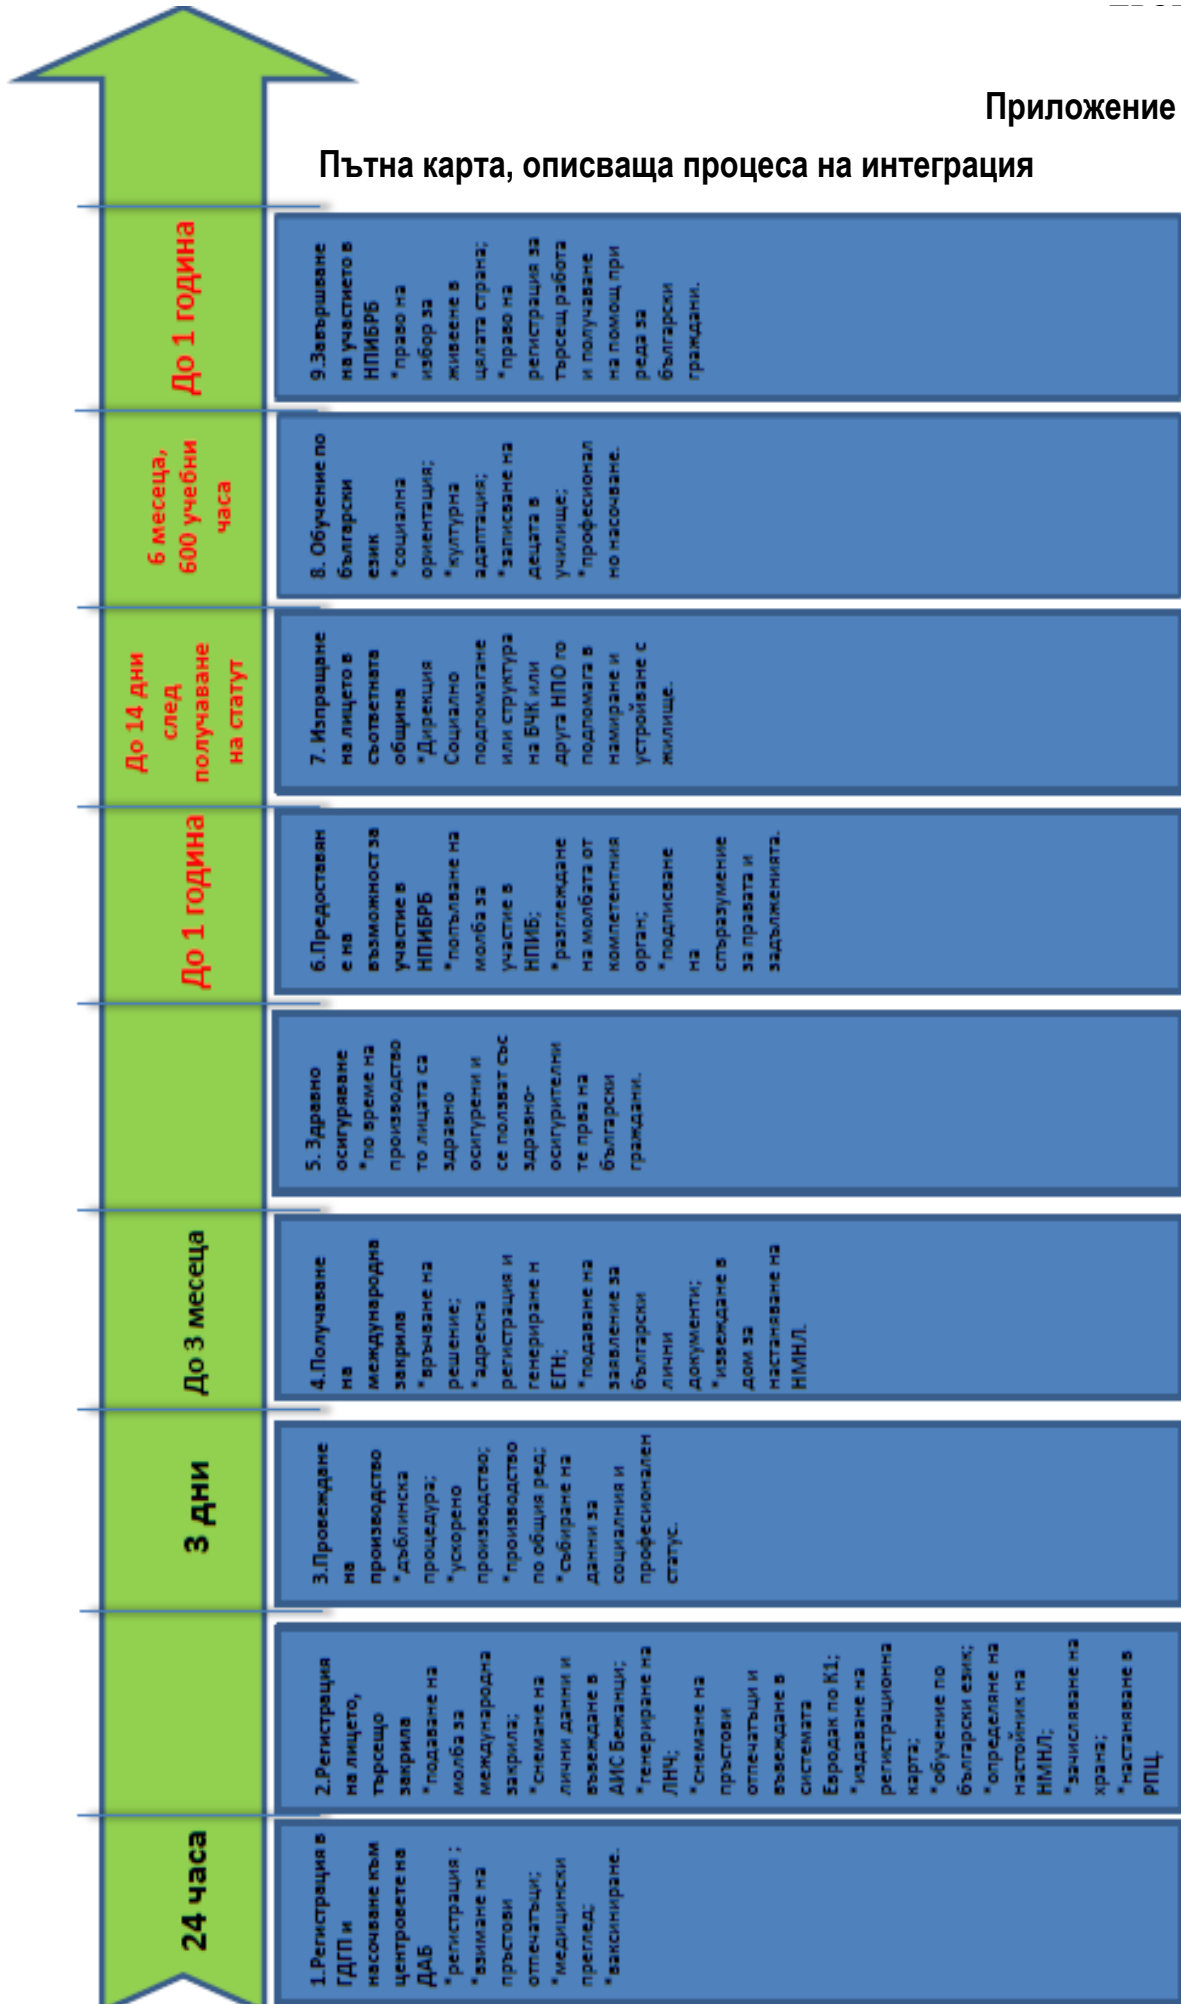 Приложение
Пътна карта, описваща процеса на интеграция
24 часа
1.Регистрация в
ГДГП и
насочване към
центровете на
ДАБ
*регистрация ;
*взимане на
пръстови
отпечатъци;
*медицински
преглед;
*ваксиниране.
2.Регистрация
на лицето,
търсещо
закрила
*подаване на
молба за
международна
закрила;
*снемане на
лични данни и
въвеждане в
АИС Бежанци;
*генериране на
ЛНЧ;
*снемане на
пръстови
отпечатъци и
въвеждане в
системата
Евродак по К1;
*издаване на
регистрационна
карта;
*обучение по
български език;
*определяне на
настойник на
НМНЛ;
*зачисляване на
храна;
*настаняване в
РПЦ.
3 дни
3.Провеждане
на
производство
*дъблинска
процедура;
*ускорено
производство;
*производство
по общия ред;
*събиране на
данни за
социалния и
професионален
статус.
До 3 месеца
4.Получаване
на
международна
закрила
*връчване на
решение;
*адресна
регистрация и
генериране н
ЕГН;
*подаване на
заявление за
български
лични
документи;
*извеждане в
дом за
настаняване на
НМНЛ.
5. Здравно
осигуряване
*по време на
производство
то лицата са
здравно
осигурени и
се ползват със
здравно-
осигурителни
те прва на
български
граждани.
До 1 година
6.Предоставян
е на
възможност за
участие в
НПИБРБ
*попълване на
молба за
участие в
НПИБ;
*разглеждане
на молбата от
компетентния
орган;
*подписване
на
споразумение
за правата и
задълженията.
До 14 дни
след
получаване
на статут
7. Изпращане
на лицето в
съответната
община
*Дирекция
Социално
подпомагане
или структура
на БЧК или
друга НПО го
подпомага в
намиране и
устройване с
жилище.
6 месеца,
600 учебни
часа
8. Обучение по
български
език
*социална
ориентация;
*културна
адаптация;
*записване на
децата в
училище;
*професионал
но насочване.
До 1 година
9.Завършване
на участието в
НПИБРБ
*право на
избор за
живеене в
цялата страна;
*право на
регистрация за
търсещ работа
и получаване
на помощ при
реда за
български
граждани.